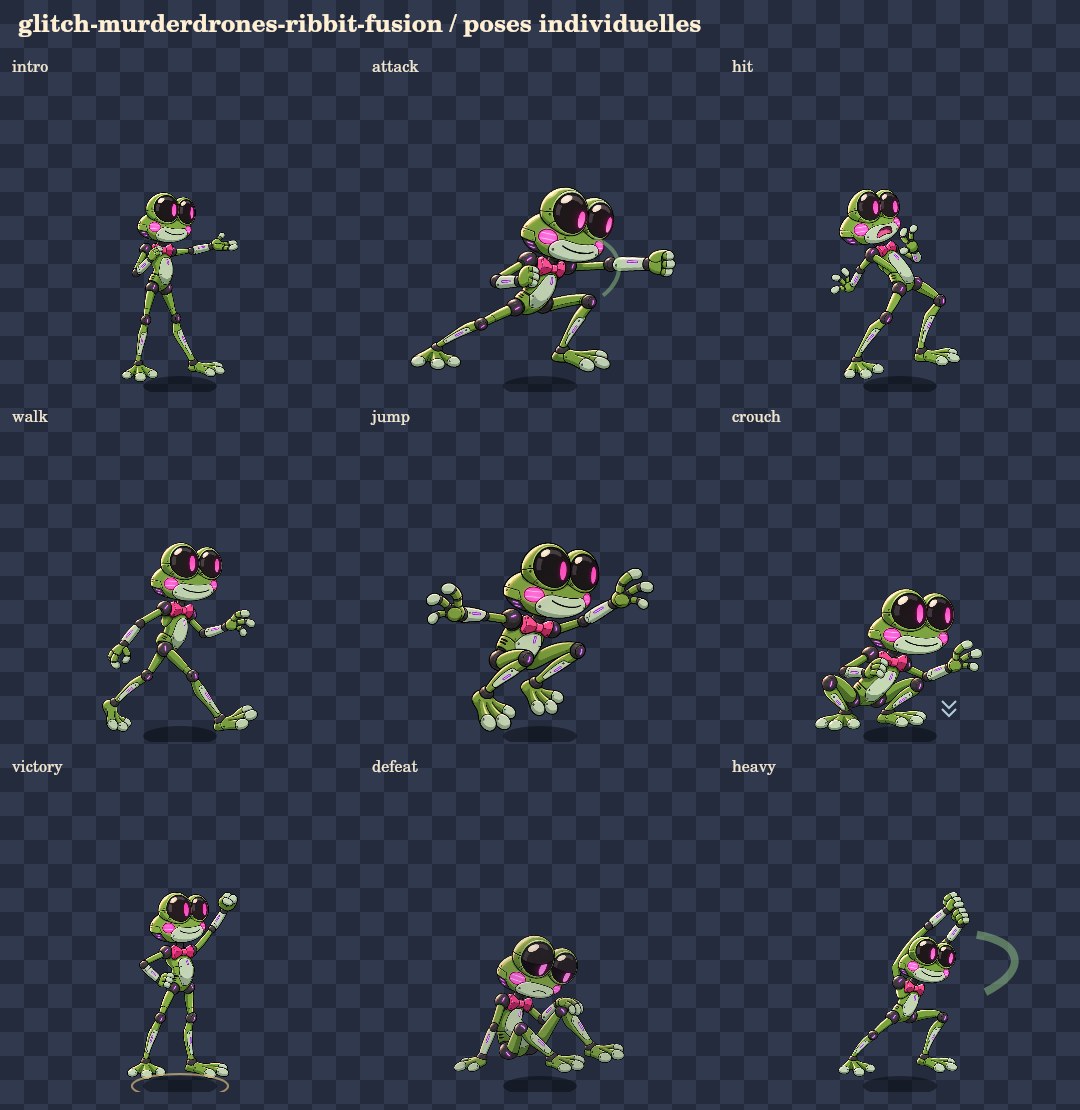 glitch-murderdrones-ribbit-fusion / poses individuelles
intro
attack
hit
walk
jump
crouch
victory
defeat
heavy